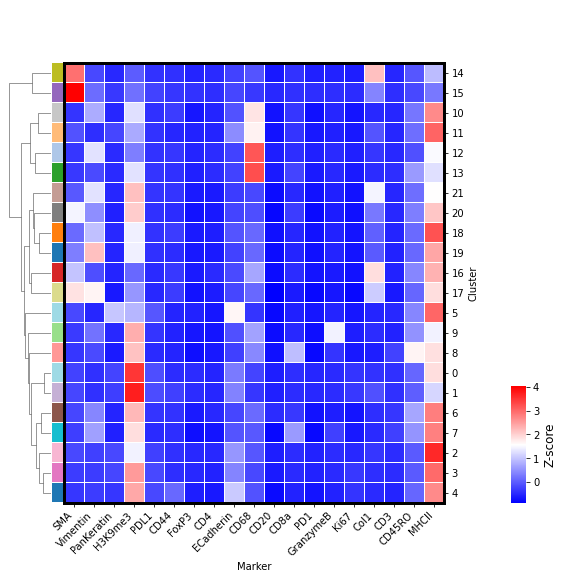 14
15
10
11
12
13
21
20
18
19
16
17
5
9
8
0
1
6
7
2
3
4
Cluster
SMA
Vimentin
PanKeratin
H3K9me3
PDL1
CD44
FoxP3
CD4
ECadherin
CD68
CD20
CD8a
PD1
GranzymeB
Ki67
Col1
CD3
CD45RO
MHCII
Marker
4
3
2
1
0
Z-score